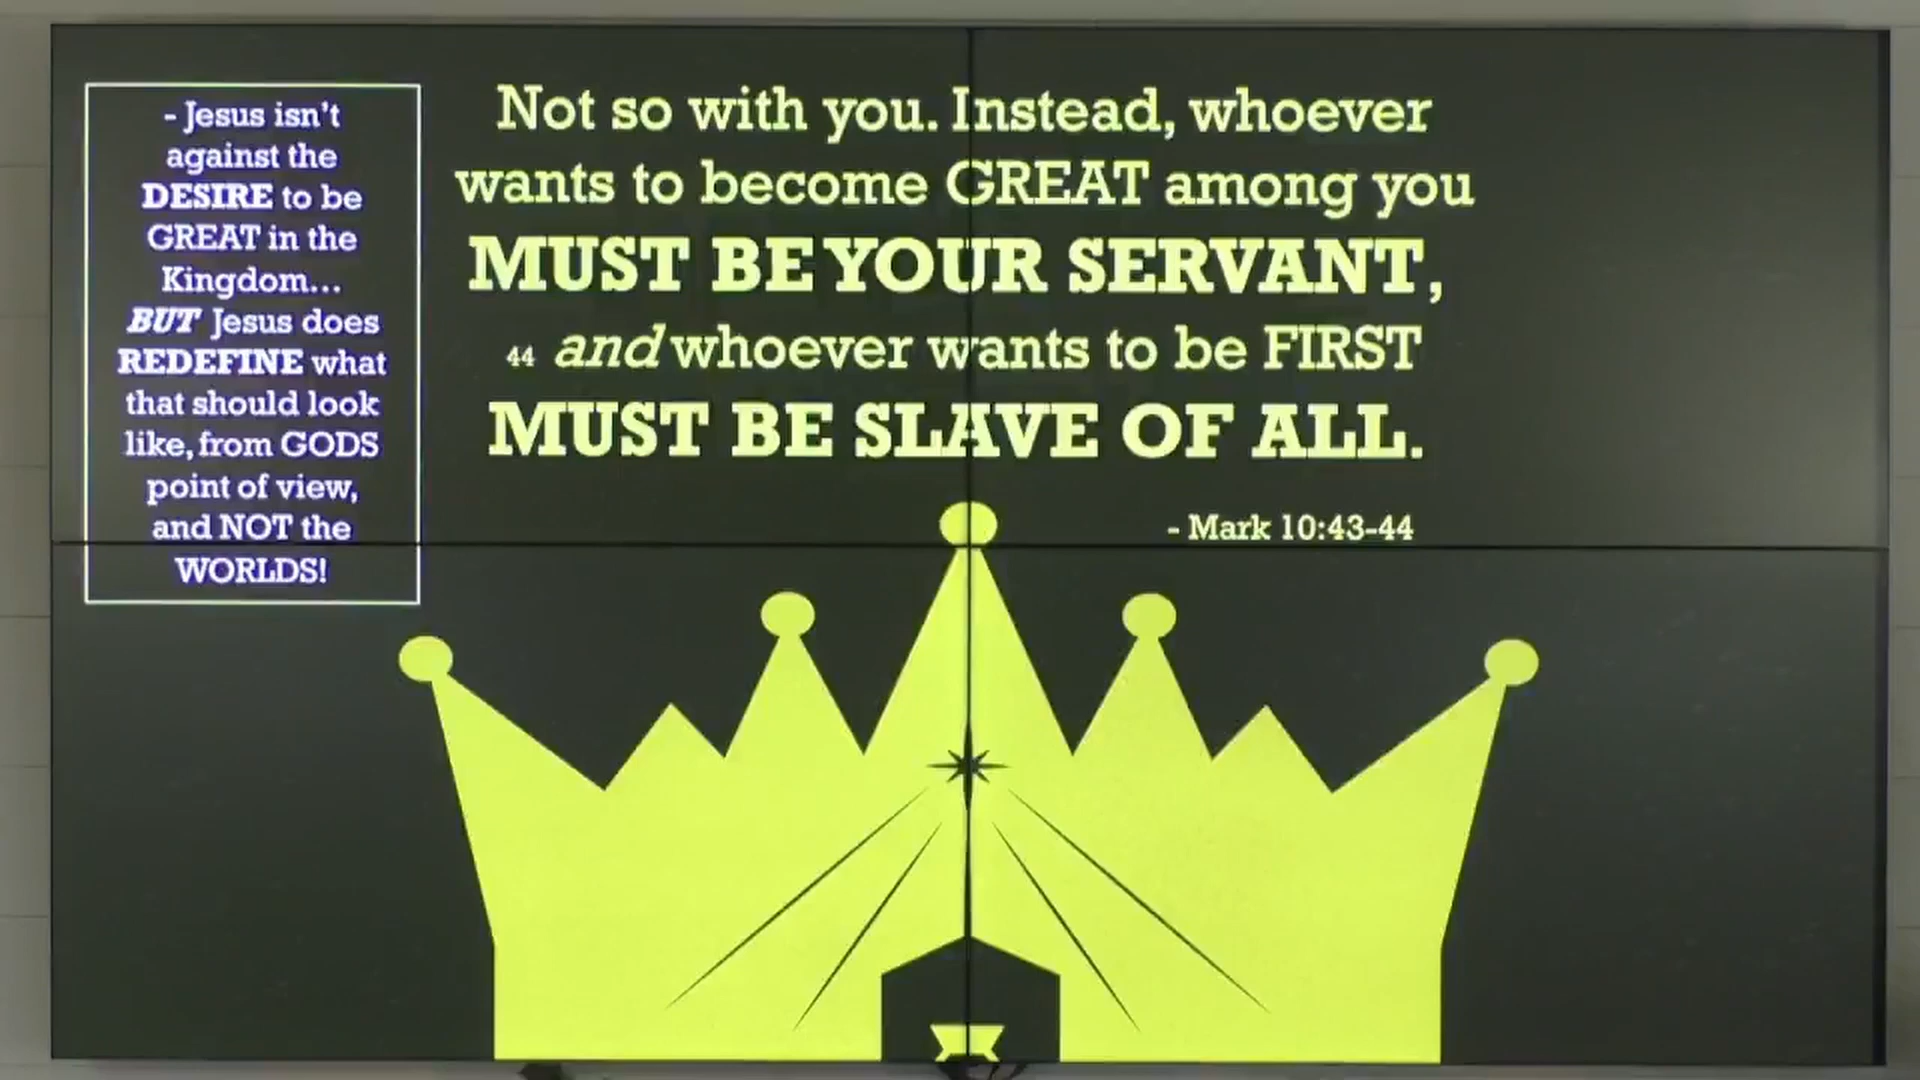 - Jesus isn't
against the
DESIRE to be
GREAT in the
Kingdom...
BUT Jesus does
REDEFINE what
that should look
like, from GODS
point of view,
and NOT the
WORLDS!
Not so with you. Instead, whoever
wants to become GREAT among you
MUST BE YOUR SERVANT,
44 and whoever wants to be FIRST
MUST BE SLAVE OF ALL.
- Mark 10:43-44